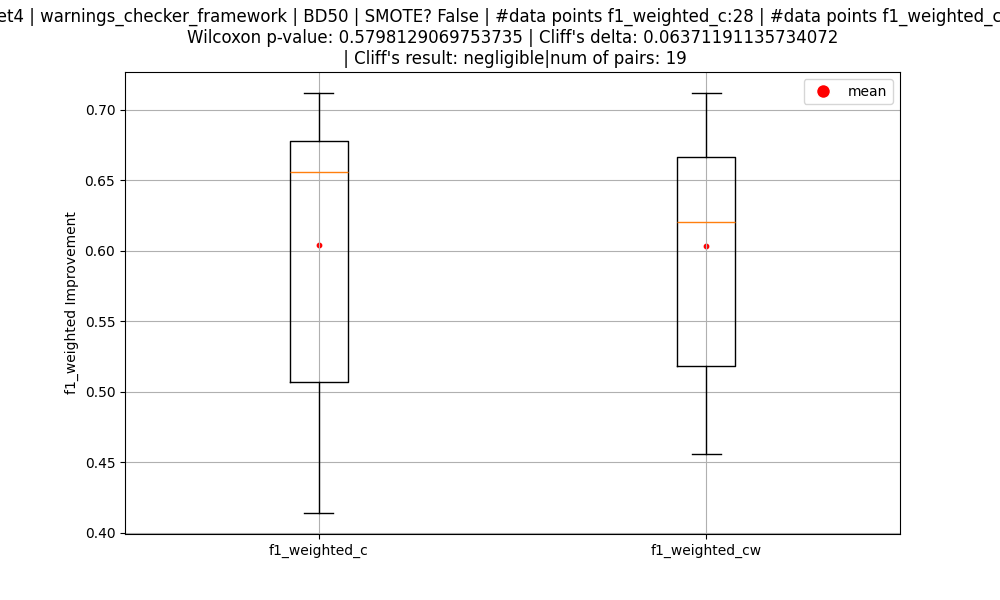 et4 | warnings_checker_framework | BD50 | SMOTE? False | #data points f1_weighted_c:28 | #data points f1_weighted_c
Wilcoxon p-value: 0.5798129069753735 | Cliff's delta: 0.06371191135734072
| Cliff's result: negligible|num of pairs: 19
mean
0.70
0.65
0.60
0.55
0.50
0.45
0.40
f1_weighted Improvement
f1_weighted_c
f1_weighted_cw